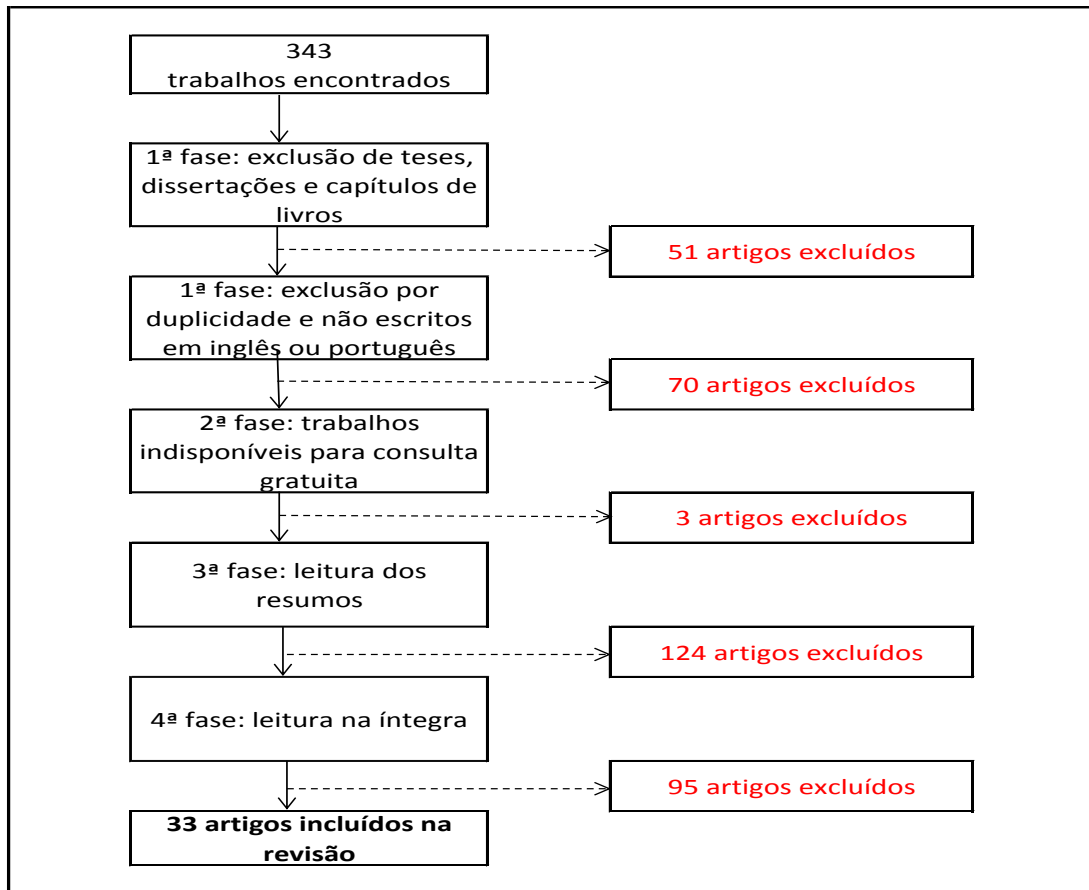 343
trabalhos encontrados
1ª fase: exclusão de teses,
dissertações e capítulos de
livros
51 artigos excluídos
1ª fase: exclusão por
duplicidade e não escritos
em inglês ou português
70 artigos excluídos
2ª fase: trabalhos
indisponíveis para consulta
gratuita
3 artigos excluídos
3ª fase: leitura dos
resumos
124 artigos excluídos
4ª fase: leitura na íntegra
95 artigos excluídos
33 artigos incluídos na
revisão